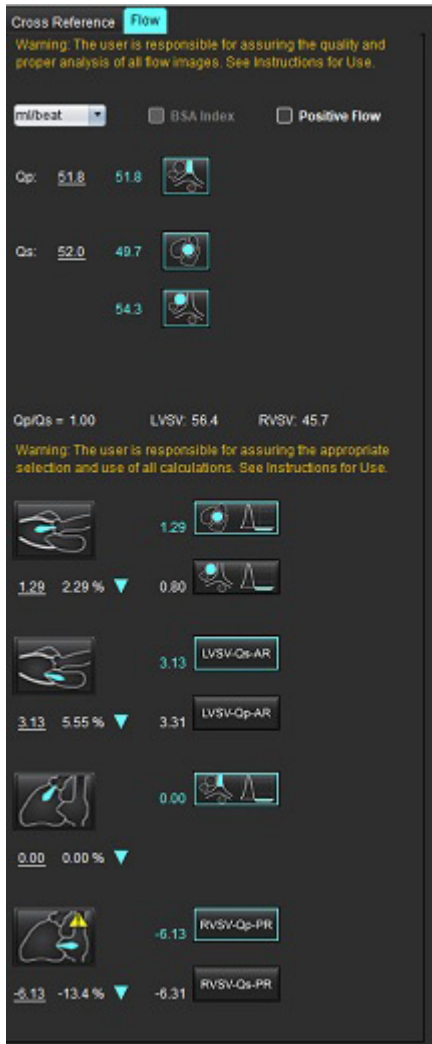 Cross Reference Flow
Warning: The user is responsible for assuring the quality and
proper analysis of all flow images. See Instructions for Use.
ml/beat BSA Index Positive Flow
Qp: 51.8 51.8
Qs: 52.0 49.7
54.3
Qp/Qs = 1.00 LVSV: 56.4 RVSV: 45.7
Warning: The user is responsible for assuring the appropriate
selection and use of all calculations. See Instructions for Use.
1.29
1.29 2.29 % 0.80
3.13 LVSV-Qs-AR
3.13 5.55 % 3.31 LVSV-Qp-AR
0.00
0.00 0.00 %
-6.13 RVSV-Qp-PR
-6.13 -13.4 % -6.31 RVSV-Qs-PR